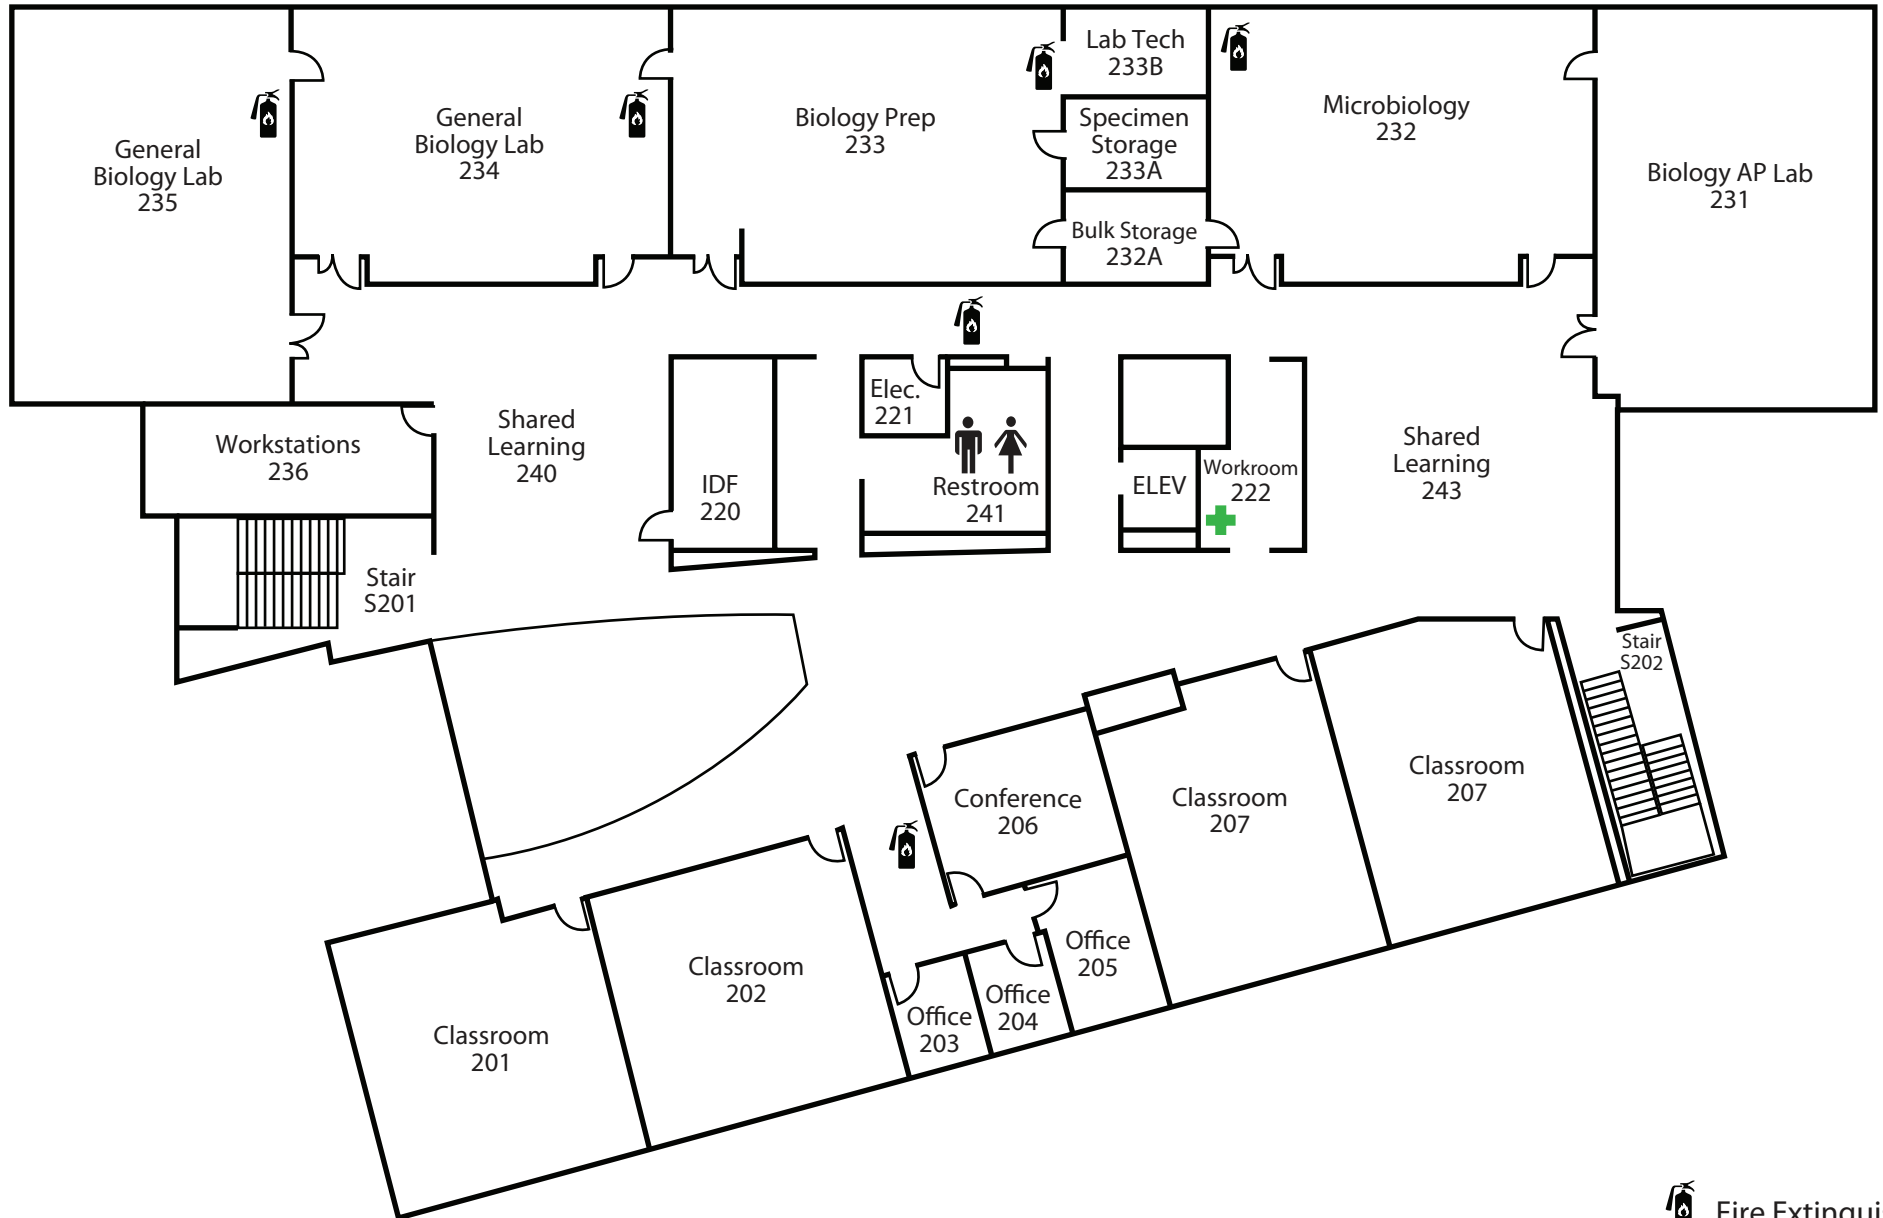 General
Biology Lab
235
General
Biology Lab
234
Biology Prep
233
Lab Tech
233B
Specimen
Storage
233A
Bulk Storage
232A
Microbiology
232
Biology AP Lab
231
Workstations
236
Shared
Learning
240
IDF
220
Elec.
221
Restroom
241
ELEV
Workroom
222
Shared
Learning
243
Stair
S201
Stair
S202
Conference
206
Classroom
207
Classroom
207
Classroom
201
Classroom
202
Office
203
Office
204
Office
205
Fire